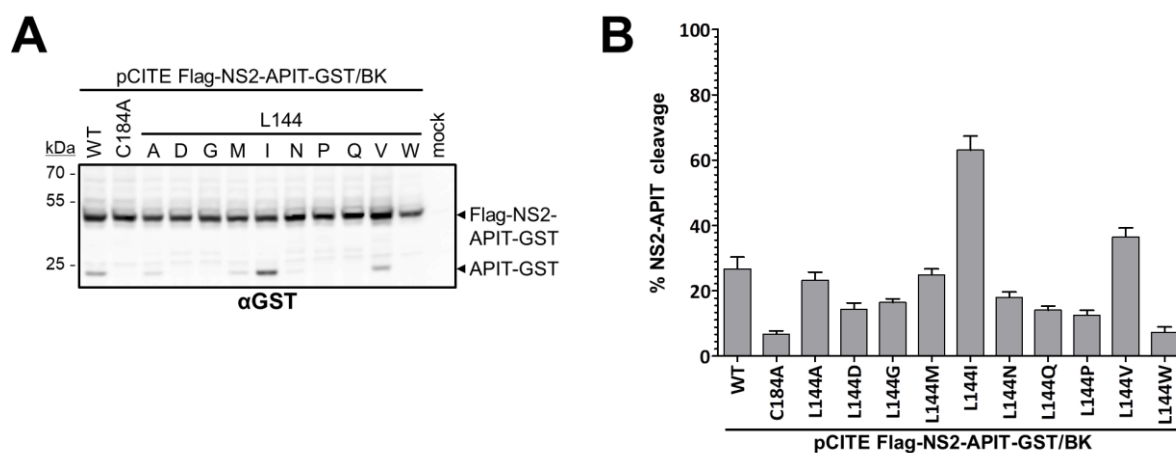 A
pCITE Flag-NS2-APIT-GST/BK
L144
kDa WT C184A A D G M I N P Q V W mock
70 -
55 -
Flag-NS2-
APIT-GST
25 -
APIT-GST
αGST
B
% NS2-APIT cleavage
100
80
60
40
20
0
WT C184A L144A L144D L144G L144M L144I L144N L144Q L144P L144V L144W
pCITE Flag-NS2-APIT-GST/BK